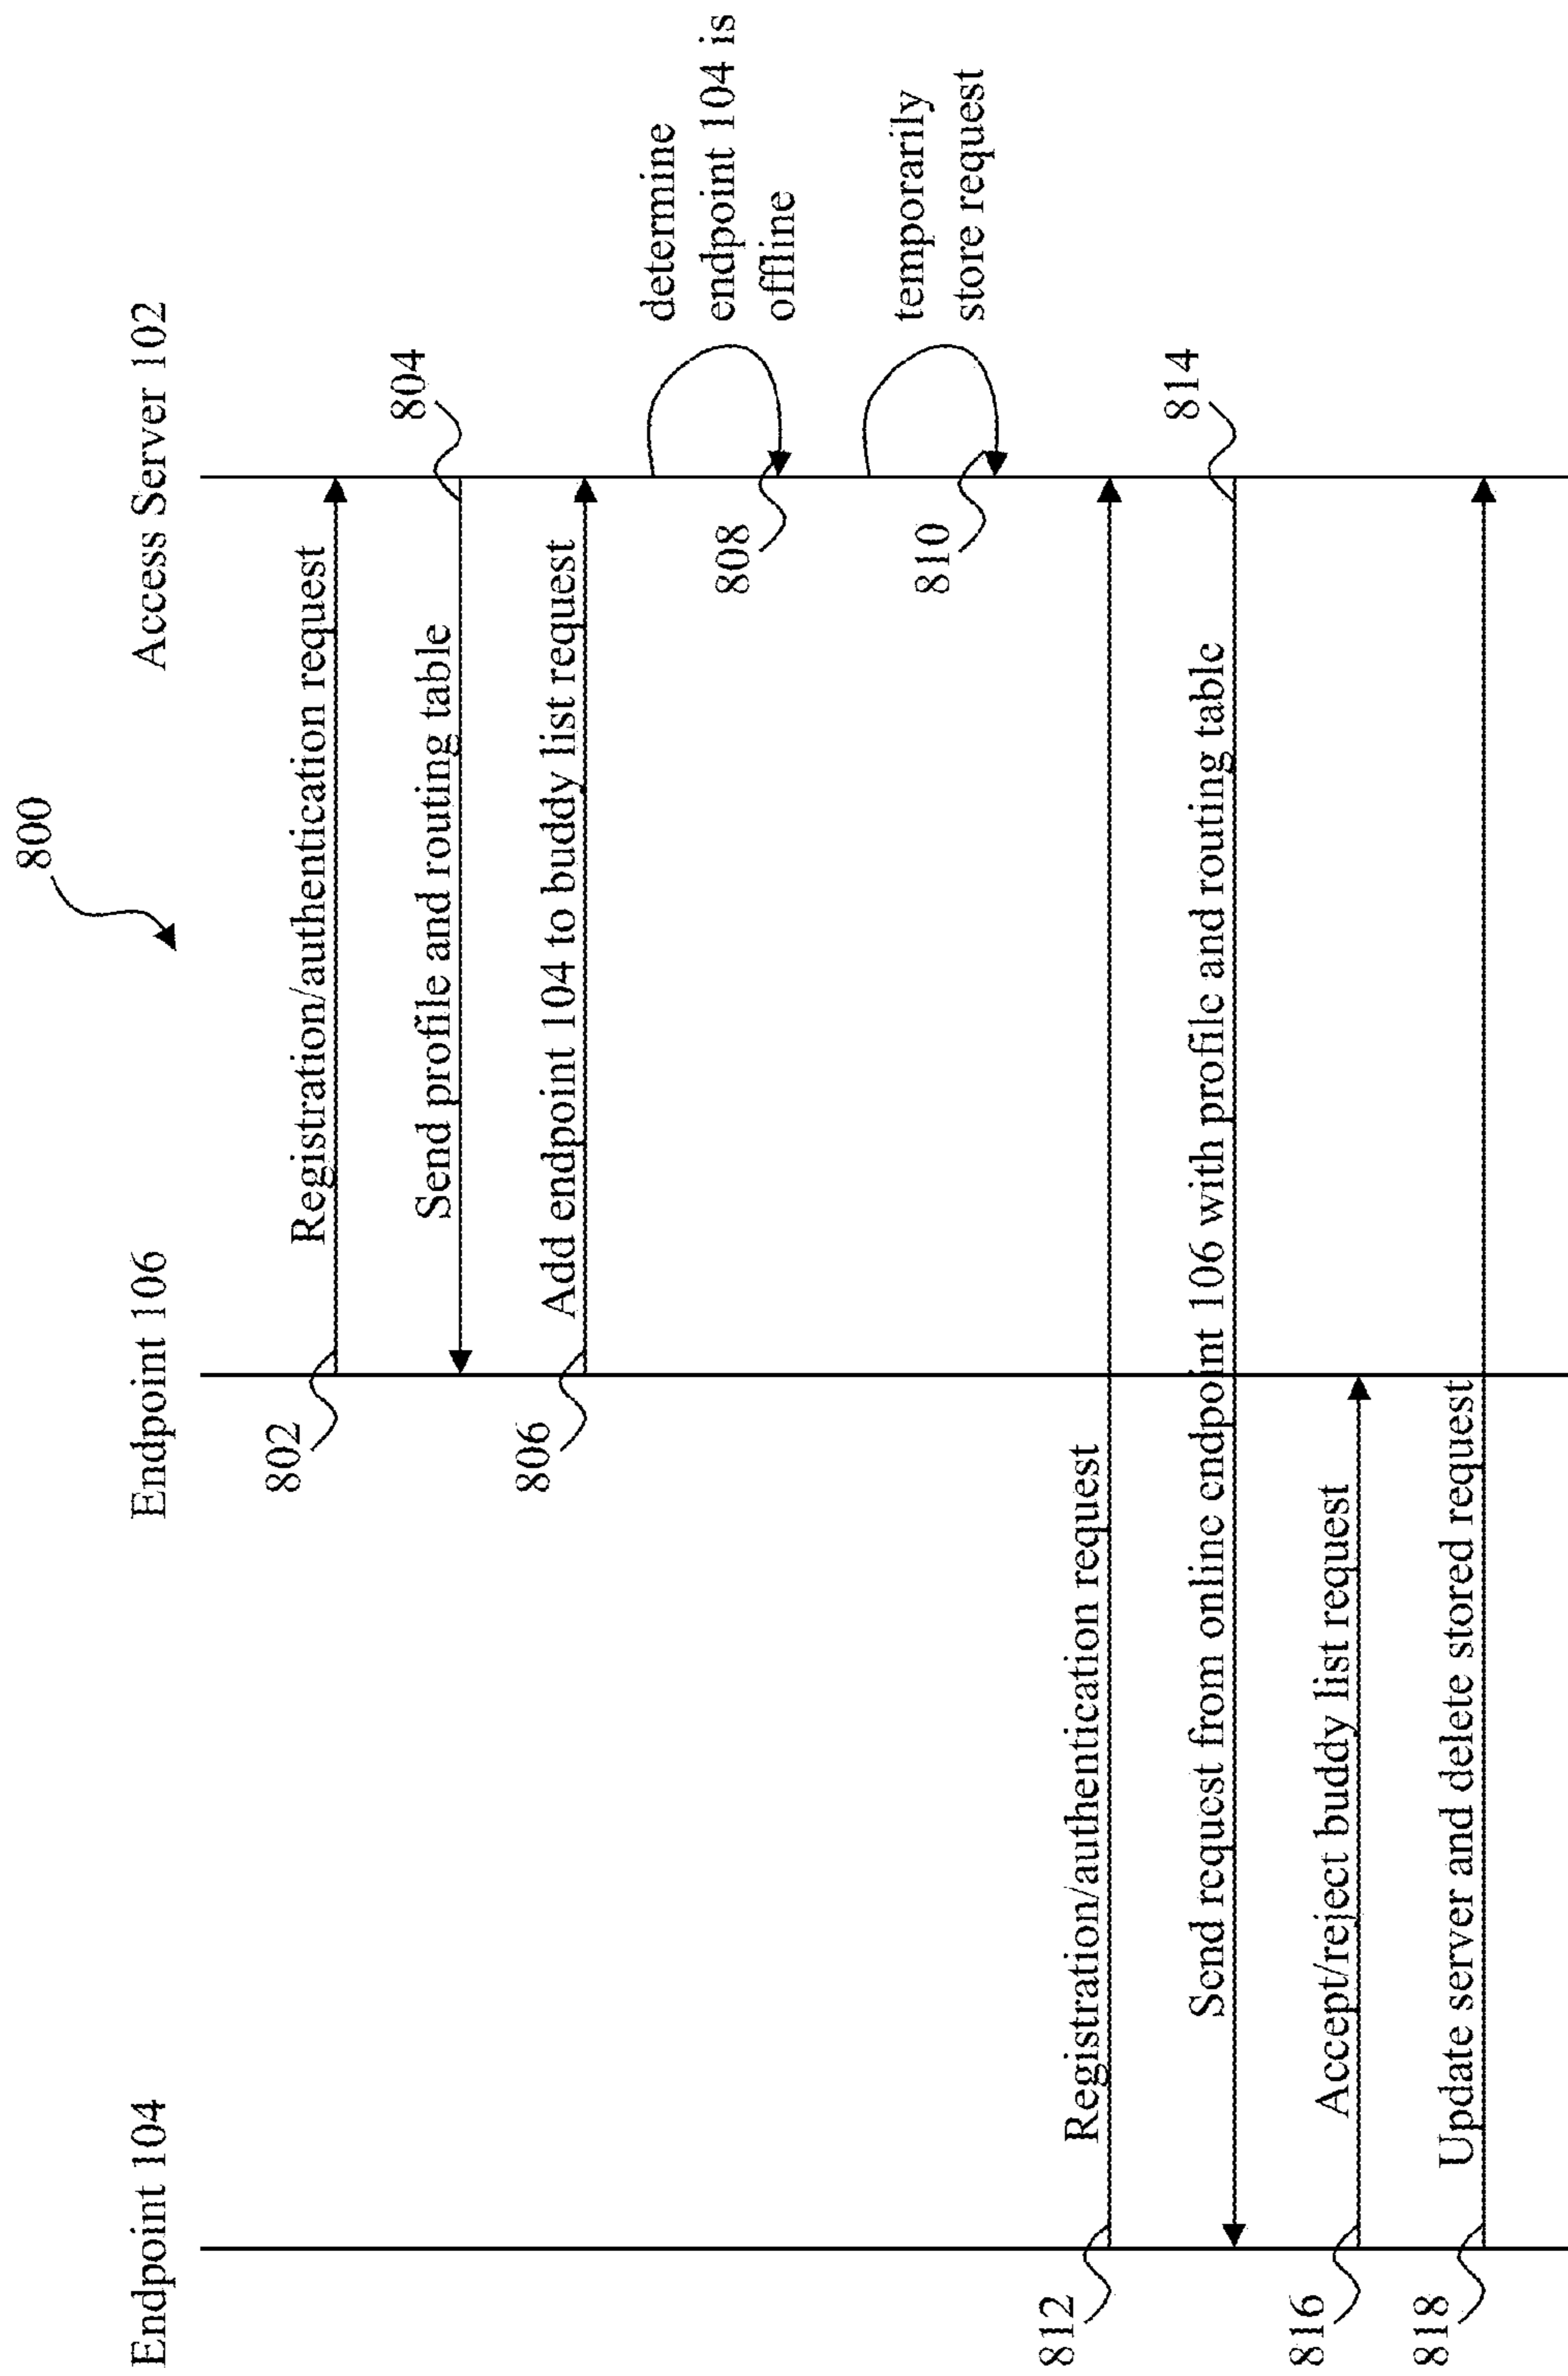 800
Endpoint 104
Endpoint 106
Access Server 102
802
Registration/authentication request
804
Send profile and routing table
806
Add endpoint 104 to buddy list request
determine
endpoint 104 is
offline
808
temporarily
store request
810
812
Registration/authentication request
814
Send request from online endpoint 106 with profile and routing table
816
Accept/reject buddy list request
818
Update server and delete stored request